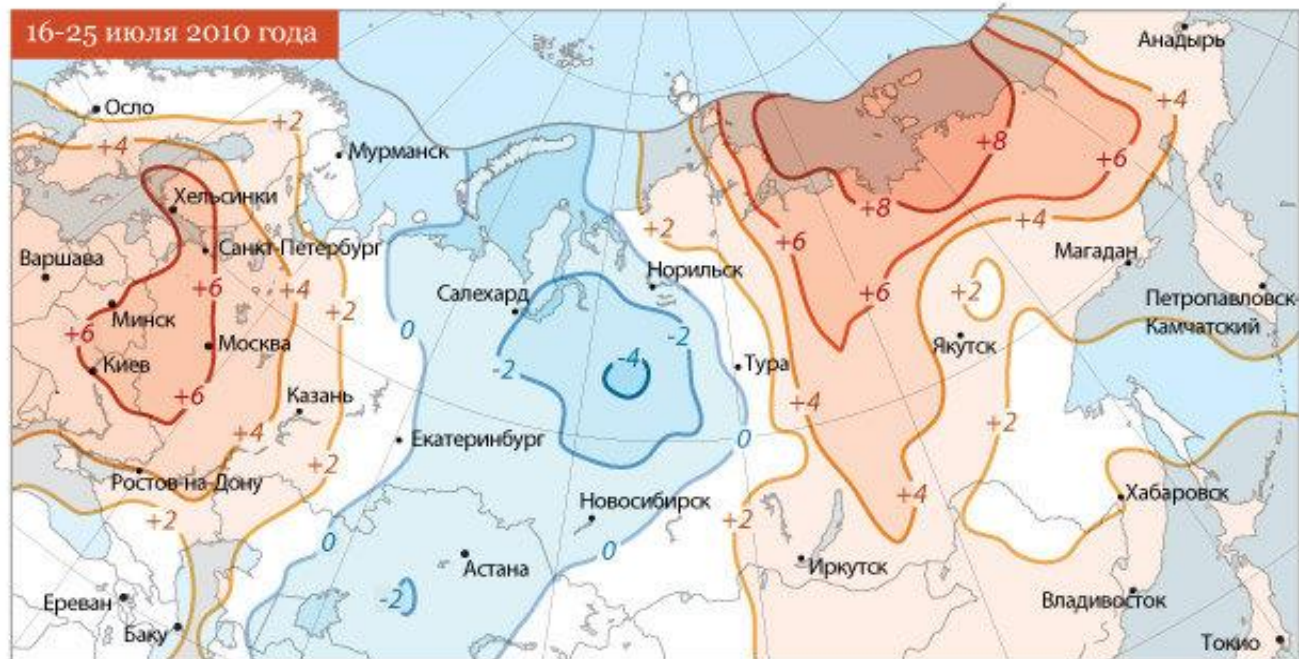 16-25 июля 2010 года
Анадырь
Осло
+2
+4
+4
Мурманск
+8
+6
Хельсинки
+8
+4
+2
Санкт-Петербург
+6
Магадан
Варшава
Норильск
+6
+4
+2
Салехард
+6
+2
Петропавловск-
Камчатский
Минск
+6
0
-2
Якутск
Москва
-4
Тура
Киев
-2
+6
Казань
+4
+2
+4
Екатеринбург
0
+2
Ростов-на-Дону
Новосибирск
+4
Хабаровск
+2
0
0
+2
Астана
Иркутск
Ереван
-2
Владивосток
Баку
Токио